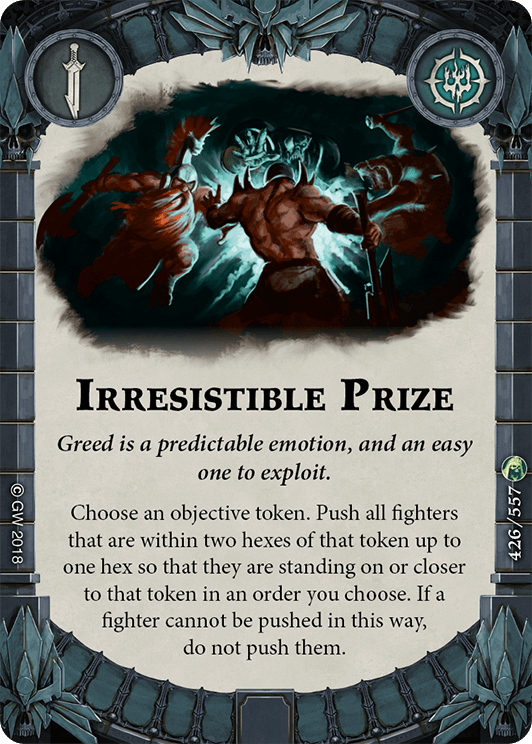 Irresistible Prize
Greed is a predictable emotion, and an easy
one to exploit.
Choose an objective token. Push all fighters
that are within two hexes of that token up to
one hex so that they are standing on or closer
to that token in an order you choose. If a
fighter cannot be pushed in this way,
do not push them.
© GW 2018
426/557